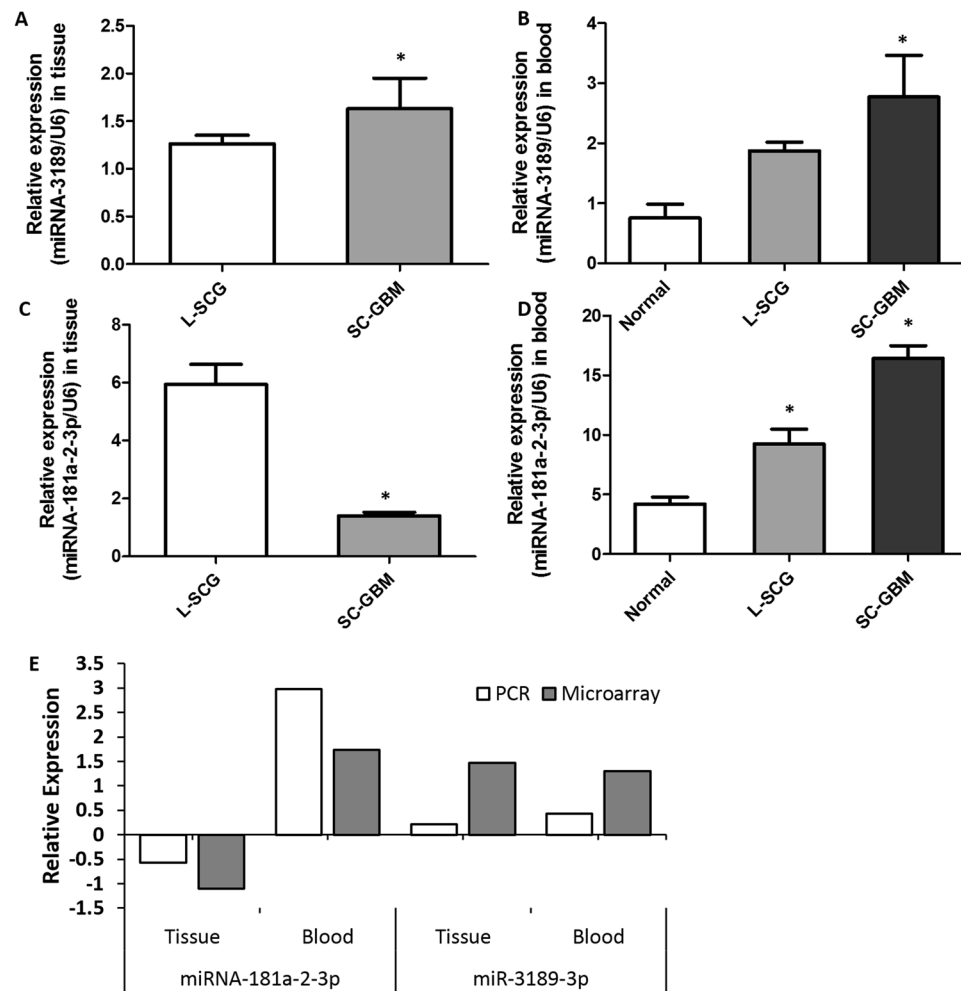 A
Relative expression
(miRNA-3189/U6) in tissue
2.5
2.0
1.5
1.0
0.5
0.0
*
L-SCG
SC-GBM
B
Relative expression
(miRNA-3189/U6) in blood
4
3
2
1
0
*
Normal
L-SCG
SC-GBM
C
Relative expression
(miRNA-181a-2-3p/U6) in tissue
8
6
4
2
0
*
L-SCG
SC-GBM
D
Relative expression
(miRNA-181a-2-3p/U6) in blood
20
15
10
5
0
*
*
Normal
L-SCG
SC-GBM
E
Relative Expression
3.5
3
2.5
2
1.5
1
0.5
0
-0.5
-1
-1.5
PCR Microarray
Tissue Blood Tissue Blood
miRNA-181a-2-3p miR-3189-3p